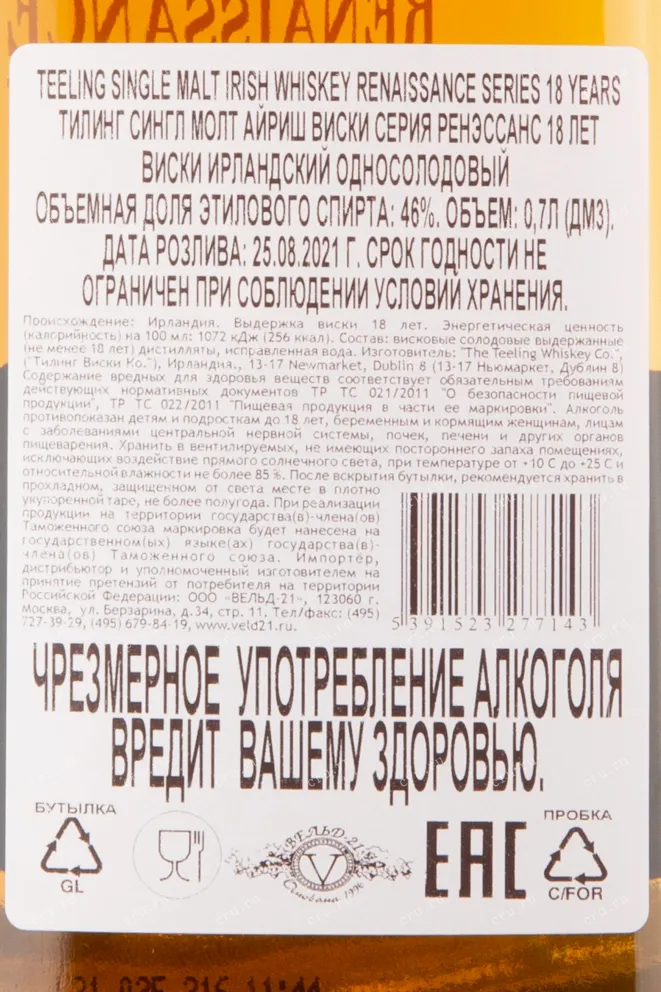 RENAISSANCE
RENAISSANCE
TEELING SINGLE MALT IRISH WHISKEY RENAISSANCE SERIES 18 YEARS
ТИЛИНГ СИНГЛ МОЛТ АЙРИШ ВИСКИ СЕРИЯ РЕНЭССАНС 18 ЛЕТ
ВИСКИ ИРЛАНДСКИЙ ОДНОСОЛОДОВЫЙ
ОБЪЕМНАЯ ДОЛЯ ЭТИЛОВОГО СПИРТА: 46%. ОБЪЕМ: 0,7Л (ДМ3).
ДАТА РОЗЛИВА: 25.08.2021 Г. СРОК ГОДНОСТИ НЕ
ОГРАНИЧЕН ПРИ СОБЛЮДЕНИИ УСЛОВИЙ ХРАНЕНИЯ.
Происхождение: Ирландия. Выдержка виски 18 лет. Энергетическая ценность
(калорийность) на 100 мл: 1072 кДж (256 ккал). Состав: висковые солодовые выдержанные
(не менее 18 лет) дистилляты, исправленная вода. Изготовитель: "The Teeling Whiskey Co.",
("Тилинг Виски Ко."), Ирландия., 13-17 Newmarket, Dublin 8 (13-17 Ньюмаркет, Дублин 8)
Содержание вредных для здоровья веществ соответствует обязательным требованиям
действующих нормативных документов ТР ТС 021/2011 "О безопасности пищевой
продукции", ТР ТС 022/2011 "Пищевая продукция в части ее маркировки". Алкоголь
противопоказан детям и подросткам до 18 лет, беременным и кормящим женщинам, лицам
с заболеваниями центральной нервной системы, почек, печени и других органов
пищеварения. Хранить в вентилируемых, не имеющих постороннего запаха помещениях,
исключающих воздействие прямого солнечного света, при температуре от +10 С до +25 С и
относительной влажности не более 85%. После вскрытия бутылки, рекомендуется хранить в
прохладном, защищенном от света месте в плотно
укупоренной таре, не более полугода. При реализации
продукции на территории государства(в)-члена(ов)
Таможенного союза маркировка будет нанесена на
государственном(ых) языке(ах) государства(в)-
члена(ов) Таможенного союза. Импортёр,
дистрибьютор и уполномоченный изготовителем на
принятие претензий от потребителя на территории
Российской Федерации: ООО «ВЕЛЬД-21», 123060 г.
Москва, ул. Берзарина, д.34, стр. 11. Тел/факс: (495)
727-39-29, (495) 679-84-19, www.veld21.ru.
5 391523 277143
ЧРЕЗМЕРНОЕ УПОТРЕБЛЕНИЕ АЛКОГОЛЯ
ВРЕДИТ ВАШЕМУ ЗДОРОВЬЮ.
БУТЫЛКА
GL
ВЕЛЬД-21
V
Основана 1996
EAC
ПРОБКА
C/FOR